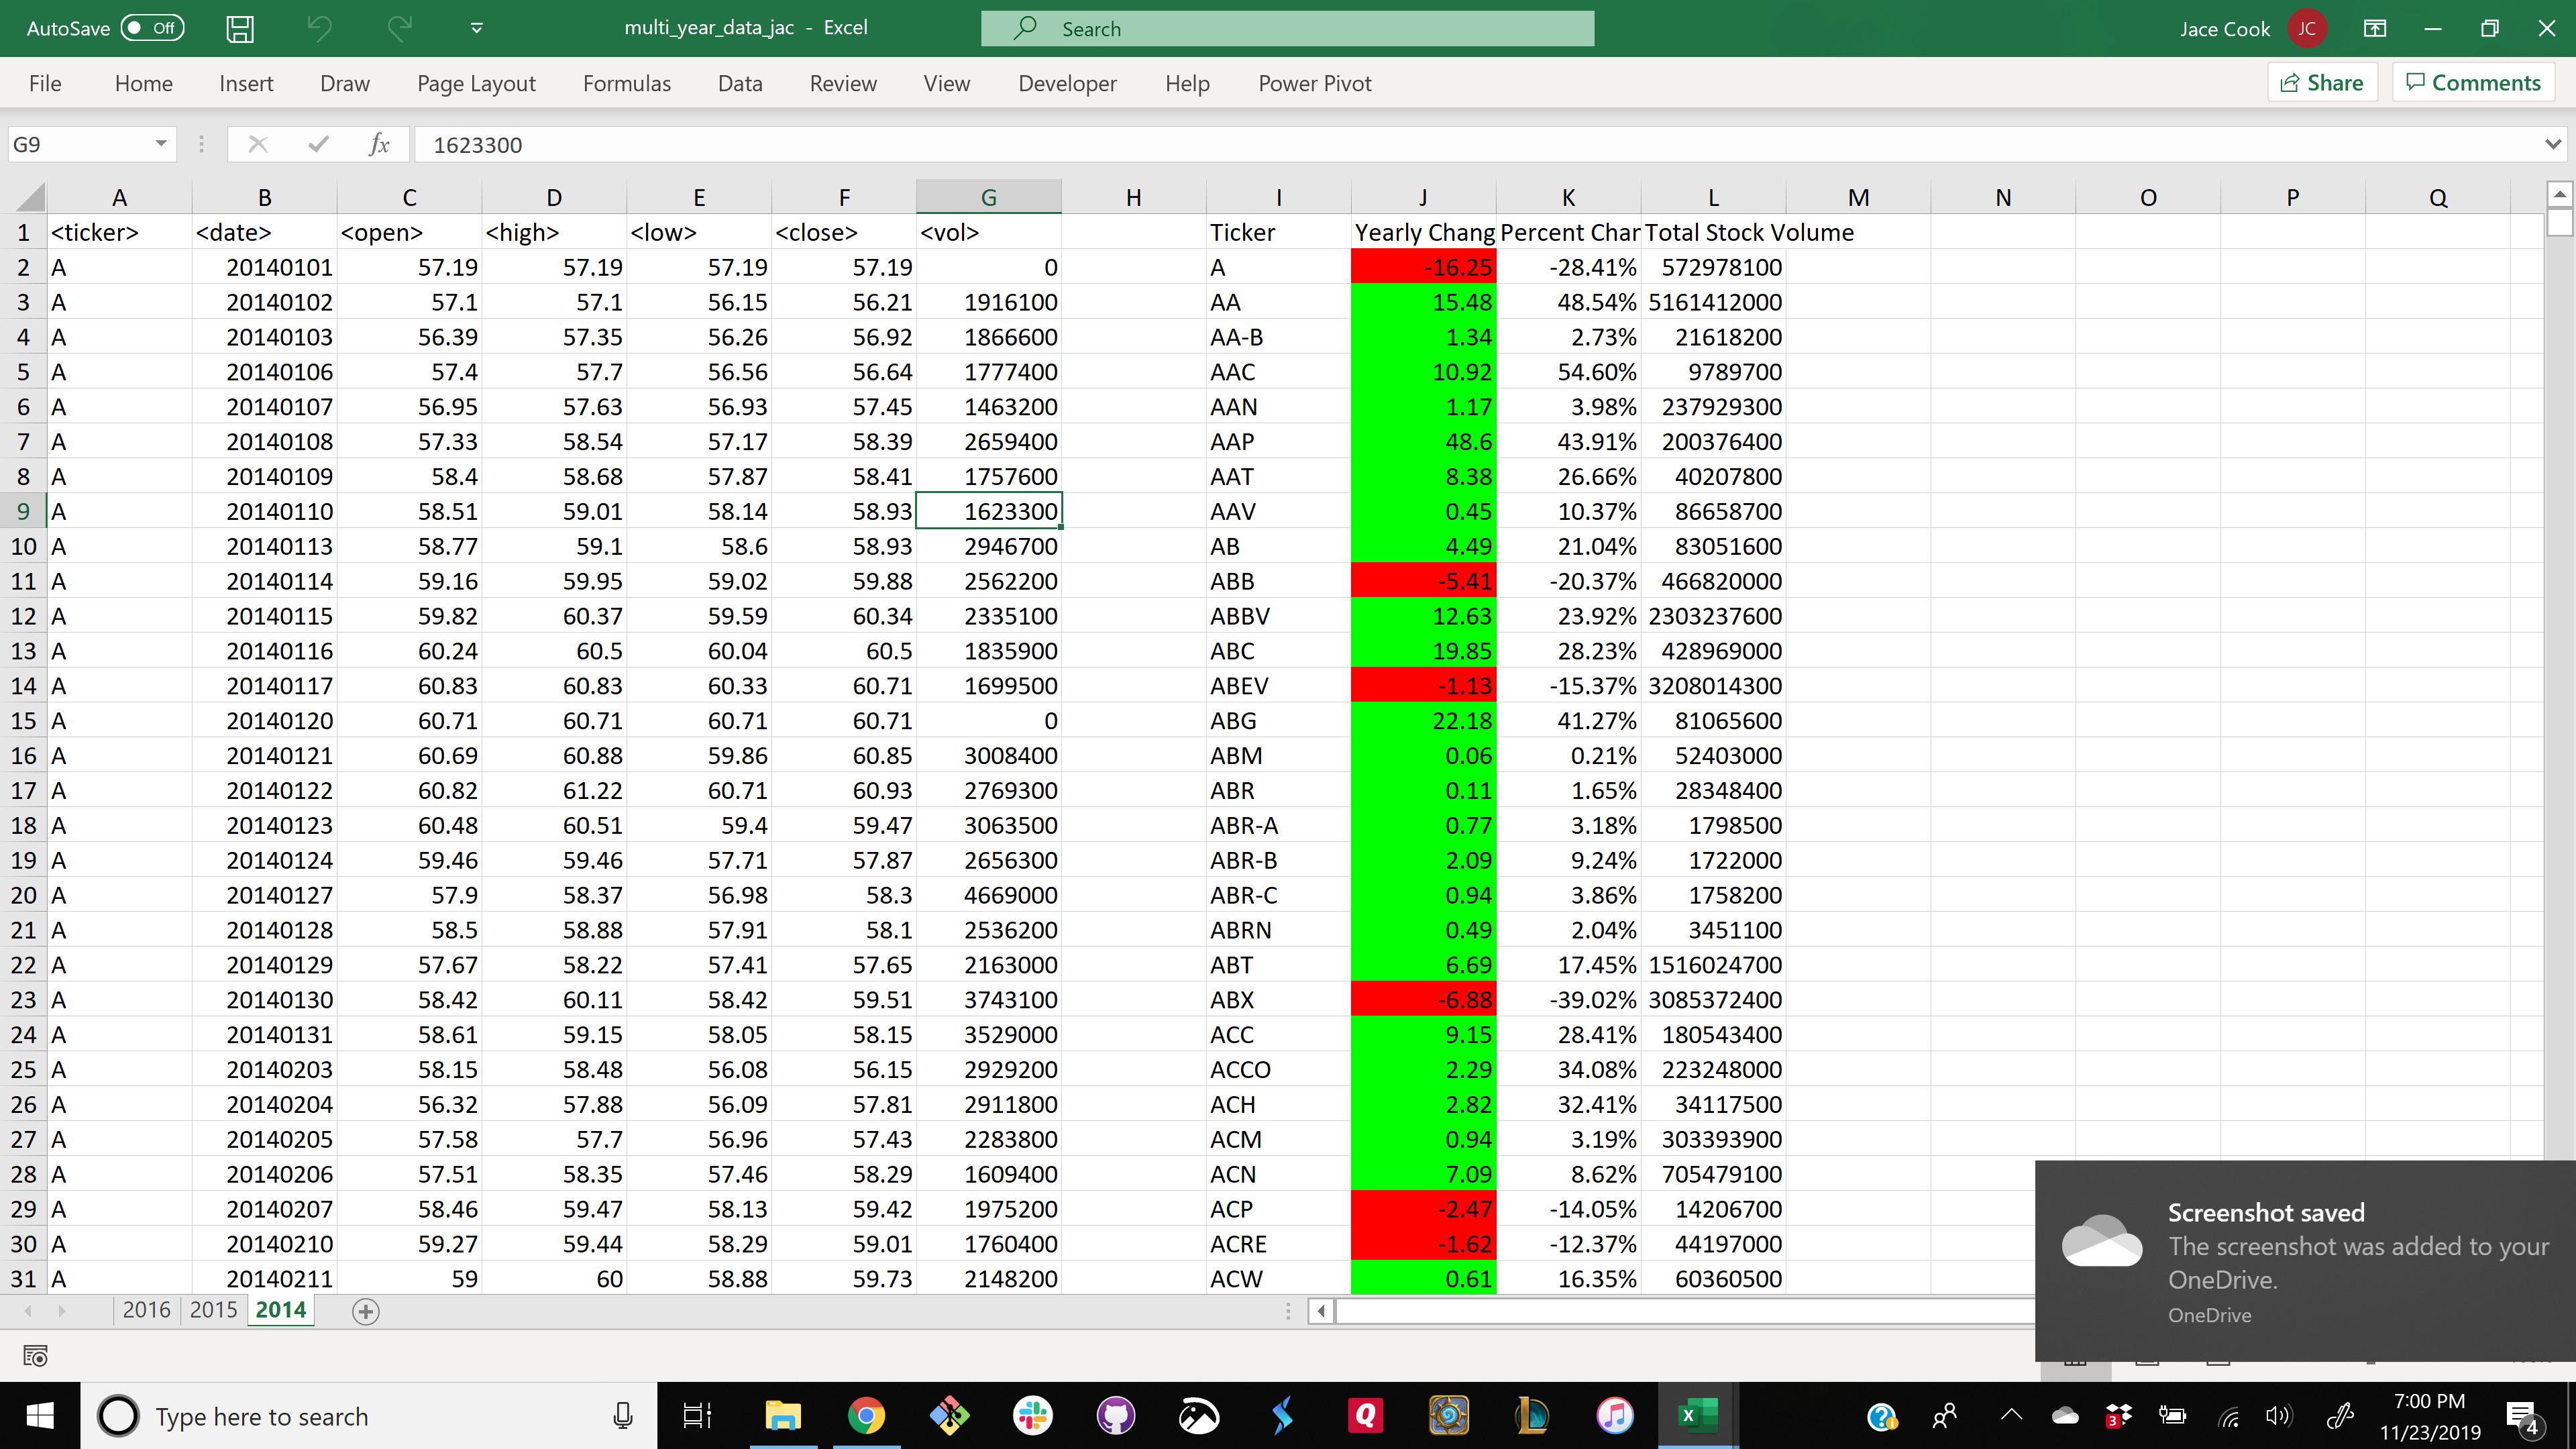 AutoSave Off multi_year_data_jac - Excel Search Jace Cook JC
File Home Insert Draw Page Layout Formulas Data Review View Developer Help Power Pivot Share Comments
G9 fx 1623300
A B C D E F G H I J K L M N O P Q
1 <ticker> <date> <open> <high> <low> <close> <vol> Ticker Yearly Chang Percent Char Total Stock Volume
2 A 20140101 57.19 57.19 57.19 57.19 0 A -16.25 -28.41% 572978100
3 A 20140102 57.1 57.1 56.15 56.21 1916100 AA 15.48 48.54% 5161412000
4 A 20140103 56.39 57.35 56.26 56.92 1866600 AA-B 1.34 2.73% 21618200
5 A 20140106 57.4 57.7 56.56 56.64 1777400 AAC 10.92 54.60% 9789700
6 A 20140107 56.95 57.63 56.93 57.45 1463200 AAN 1.17 3.98% 237929300
7 A 20140108 57.33 58.54 57.17 58.39 2659400 AAP 48.6 43.91% 200376400
8 A 20140109 58.4 58.68 57.87 58.41 1757600 AAT 8.38 26.66% 40207800
9 A 20140110 58.51 59.01 58.14 58.93 1623300 AAV 0.45 10.37% 86658700
10 A 20140113 58.77 59.1 58.6 58.93 2946700 AB 4.49 21.04% 83051600
11 A 20140114 59.16 59.95 59.02 59.88 2562200 ABB -5.41 -20.37% 466820000
12 A 20140115 59.82 60.37 59.59 60.34 2335100 ABBV 12.63 23.92% 2303237600
13 A 20140116 60.24 60.5 60.04 60.5 1835900 ABC 19.85 28.23% 428969000
14 A 20140117 60.83 60.83 60.33 60.71 1699500 ABEV -1.13 -15.37% 3208014300
15 A 20140120 60.71 60.71 60.71 60.71 0 ABG 22.18 41.27% 81065600
16 A 20140121 60.69 60.88 59.86 60.85 3008400 ABM 0.06 0.21% 52403000
17 A 20140122 60.82 61.22 60.71 60.93 2769300 ABR 0.11 1.65% 28348400
18 A 20140123 60.48 60.51 59.4 59.47 3063500 ABR-A 0.77 3.18% 1798500
19 A 20140124 59.46 59.46 57.71 57.87 2656300 ABR-B 2.09 9.24% 1722000
20 A 20140127 57.9 58.37 56.98 58.3 4669000 ABR-C 0.94 3.86% 1758200
21 A 20140128 58.5 58.88 57.91 58.1 2536200 ABRN 0.49 2.04% 3451100
22 A 20140129 57.67 58.22 57.41 57.65 2163000 ABT 6.69 17.45% 1516024700
23 A 20140130 58.42 60.11 58.42 59.51 3743100 ABX -6.88 -39.02% 3085372400
24 A 20140131 58.61 59.15 58.05 58.15 3529000 ACC 9.15 28.41% 180543400
25 A 20140203 58.15 58.48 56.08 56.15 2929200 ACCO 2.29 34.08% 223248000
26 A 20140204 56.32 57.88 56.09 57.81 2911800 ACH 2.82 32.41% 34117500
27 A 20140205 57.58 57.7 56.96 57.43 2283800 ACM 0.94 3.19% 303393900
28 A 20140206 57.51 58.35 57.46 58.29 1609400 ACN 7.09 8.62% 705479100
29 A 20140207 58.46 59.47 58.13 59.42 1975200 ACP -2.47 -14.05% 14206700
30 A 20140210 59.27 59.44 58.29 59.01 1760400 ACRE -1.62 -12.37% 44197000
31 A 20140211 59 60 58.88 59.73 2148200 ACW 0.61 16.35% 60360500
Screenshot saved
The screenshot was added to your
OneDrive.
OneDrive
2016 2015 2014
Type here to search
7:00 PM
11/23/2019
3
4